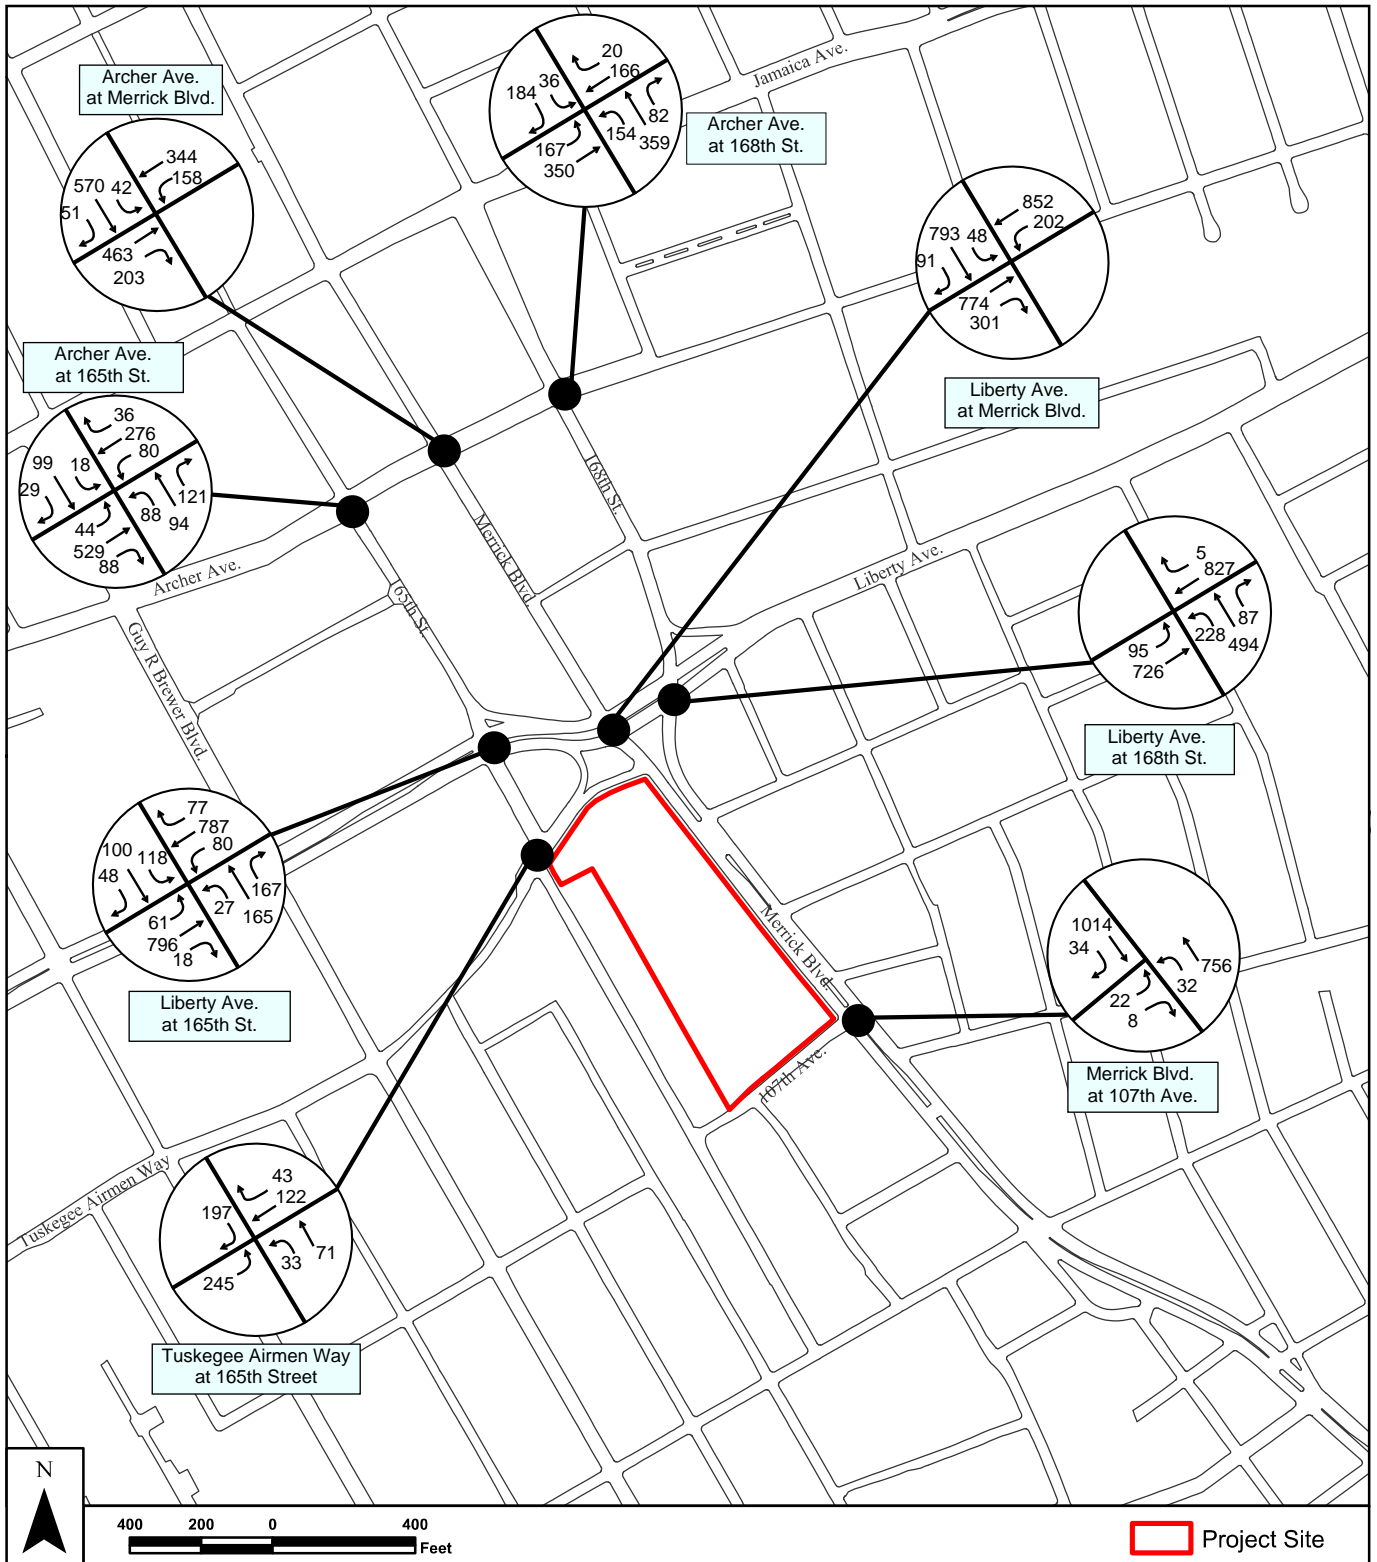 Archer Ave.
at Merrick Blvd.
344
158
570
42
51
463
203
20
166
36
184
82
154
359
167
350
Archer Ave.
at 168th St.
Jamaica Ave.
852
202
793
48
91
774
301
Liberty Ave.
at Merrick Blvd.
Archer Ave.
at 165th St.
36
276
80
99
18
29
121
88
94
44
529
88
168th St.
Merrick Blvd.
165th St.
Archer Ave.
Guy R Brewer Blvd.
Liberty Ave.
5
827
87
228
494
95
726
Liberty Ave.
at 168th St.
77
787
80
100
118
48
167
27
165
61
796
18
Liberty Ave.
at 165th St.
Merrick Blvd.
107th Ave.
1014
34
756
32
22
8
Merrick Blvd.
at 107th Ave.
Tuskegee Airmen Way
43
122
197
33
71
245
Tuskegee Airmen Way
at 165th Street
N
400 200 0 400
Feet
Project Site